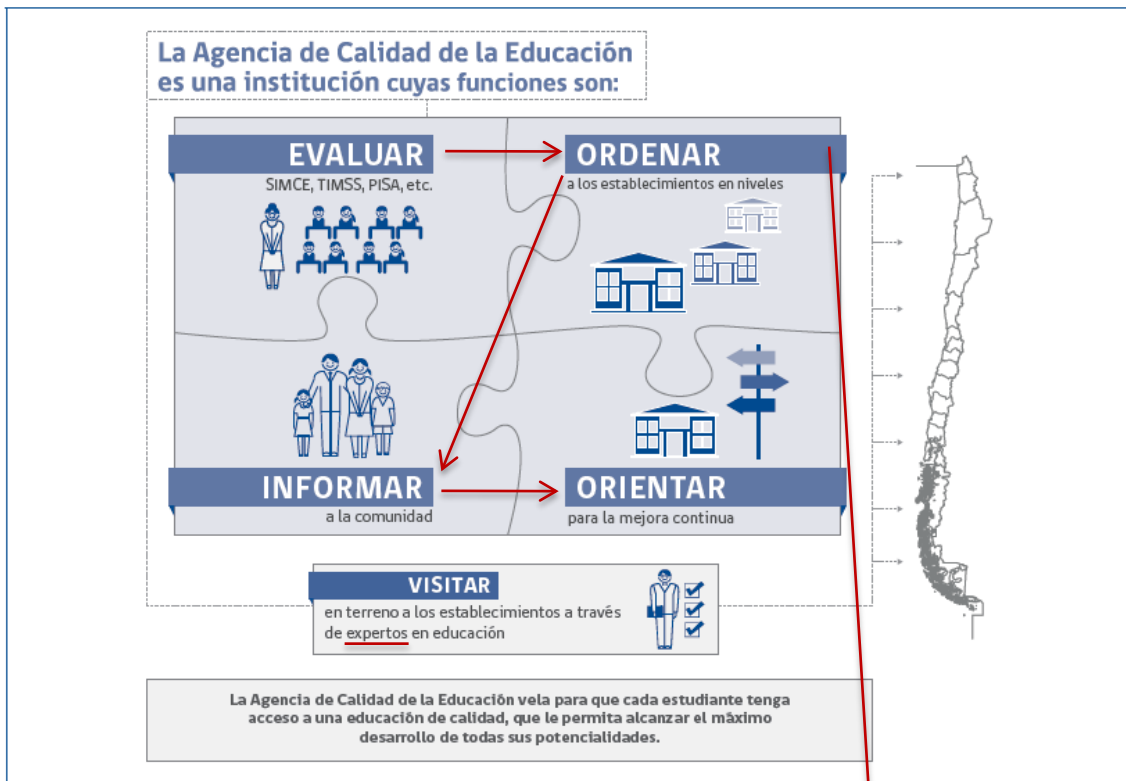 La Agencia de Calidad de la Educación
es una institución cuyas funciones son:
EVALUAR
SIMCE, TIMSS, PISA, etc.
ORDENAR
a los establecimientos en niveles
INFORMAR
a la comunidad
ORIENTAR
para la mejora continua
VISITAR
en terreno a los establecimientos a través
de expertos en educación
La Agencia de Calidad de la Educación vela para que cada estudiante tenga
acceso a una educación de calidad, que le permita alcanzar el máximo
desarrollo de todas sus potencialidades.